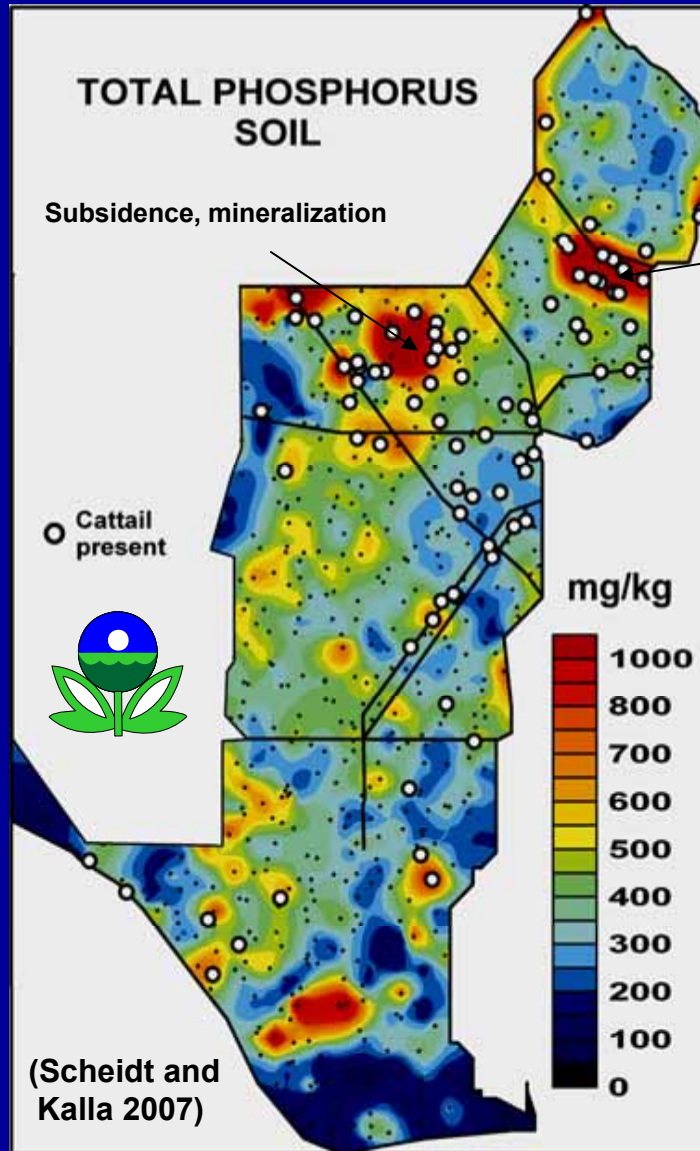 TOTAL PHOSPHORUS
SOIL
Subsidence, mineralization
Cattail
present
mg/kg
1000
800
700
600
500
400
300
200
100
0
(Scheidt and
Kalla 2007)